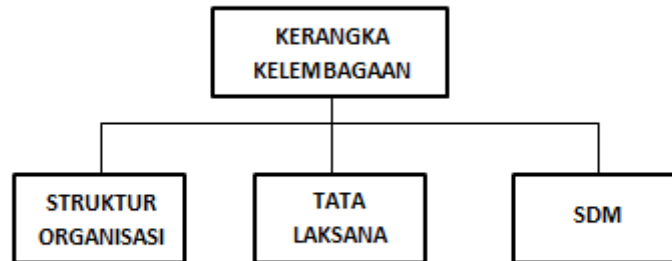 KERANGKA
KELEMBAGAAN
STRUKTUR
ORGANISASI
TATA
LAKSANA
SDM